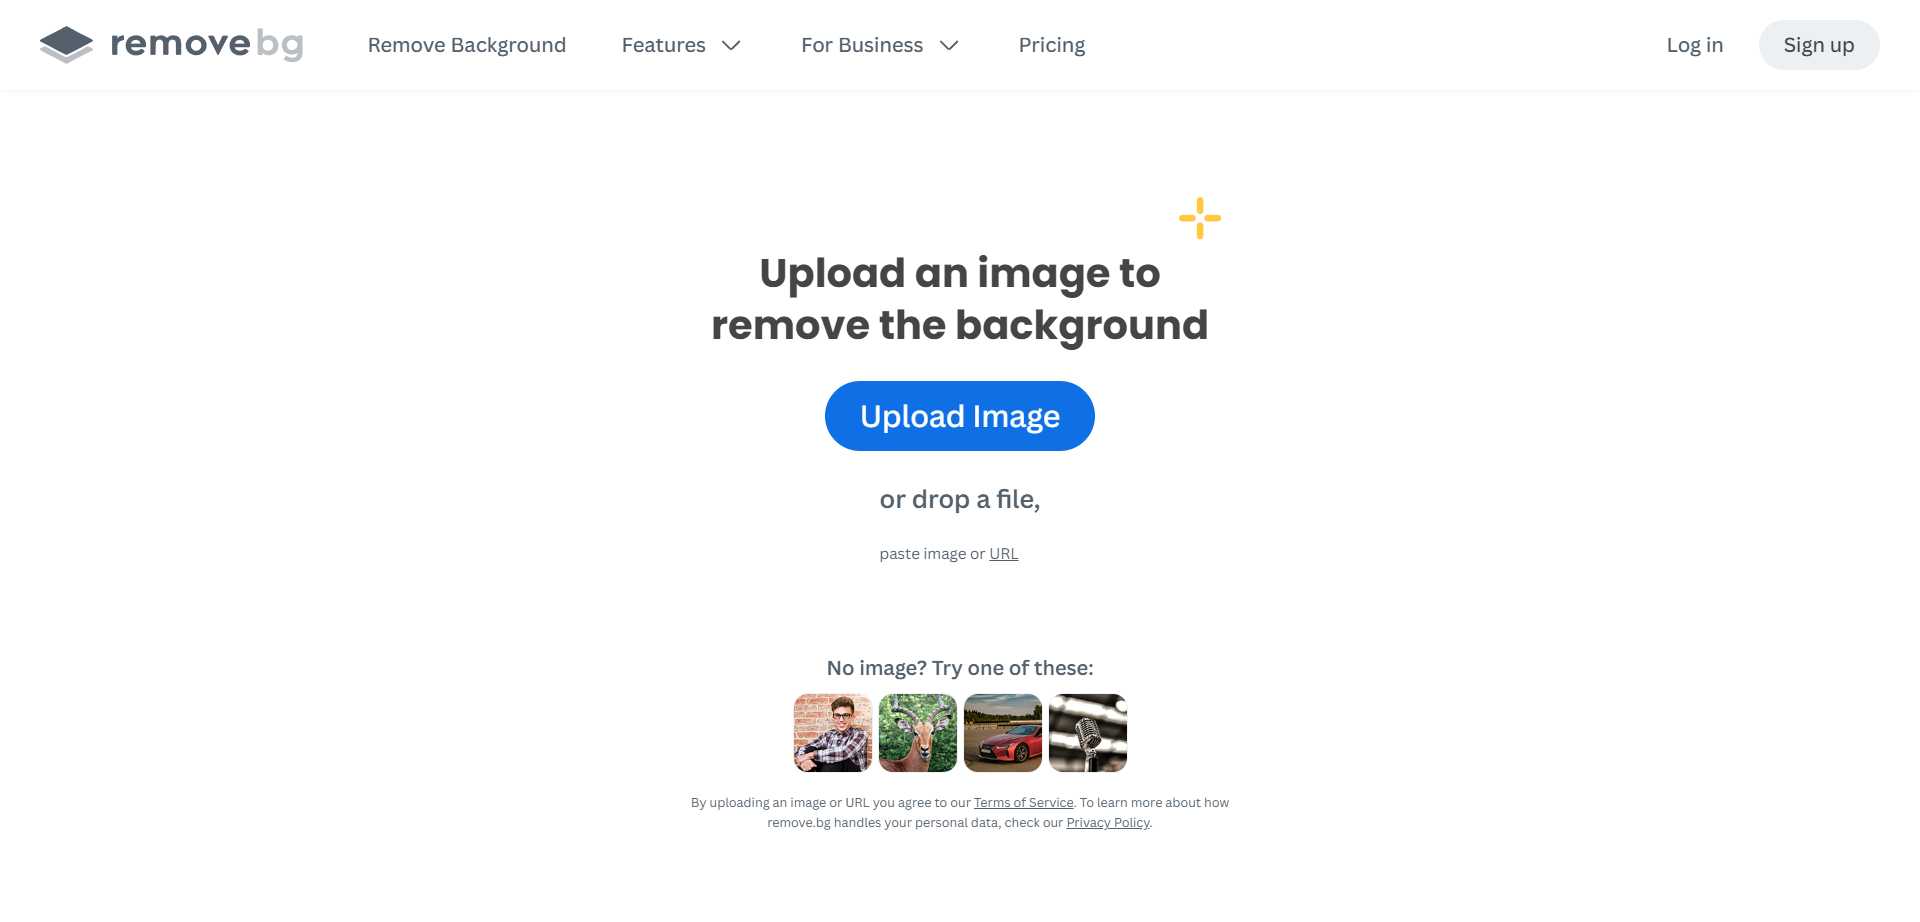 removebg
Remove Background
Features
For Business
Pricing
Log in
Sign up
Upload an image to
remove the background
Upload Image
or drop a file,
paste image or URL
No image? Try one of these:
By uploading an image or URL you agree to our Terms of Service. To learn more about how
remove.bg handles your personal data, check our Privacy Policy.